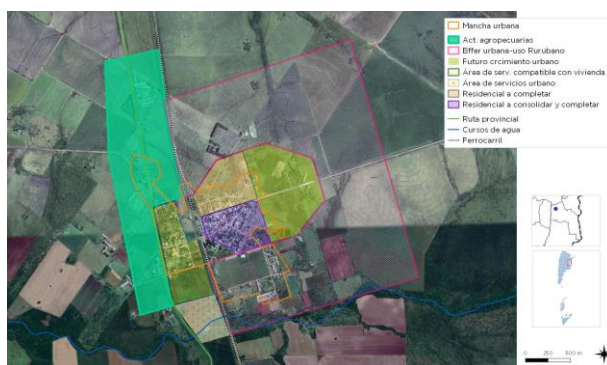 Mancha urbana
Act. agropecuarias
Bffer urbana-uso Rurubano
Futuro crcimiento urbano
Área de serv. compatible con vivienda
Área de servicios urbano
Residencial a completar
Residencial a consolidar y completar
Ruta provincial
Cursos de agua
Ferrocarril
0 250 500 m